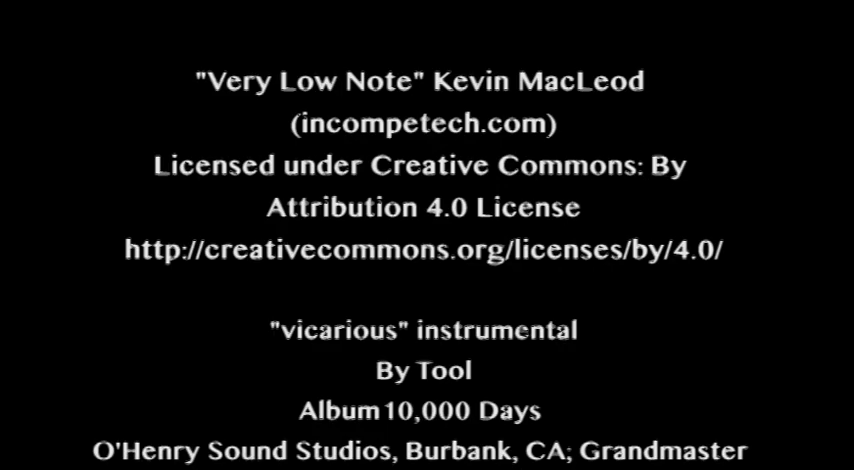 "Very Low Note" Kevin MacLeod
(incompetech.com)
Licensed under Creative Commons: By
Attribution 4.0 License
http://creativecommons.org/licenses/by/4.0/
"vicarious" instrumental
By Tool
Album 10,000 Days
O'Henry Sound Studios, Burbank, CA; Grandmaster